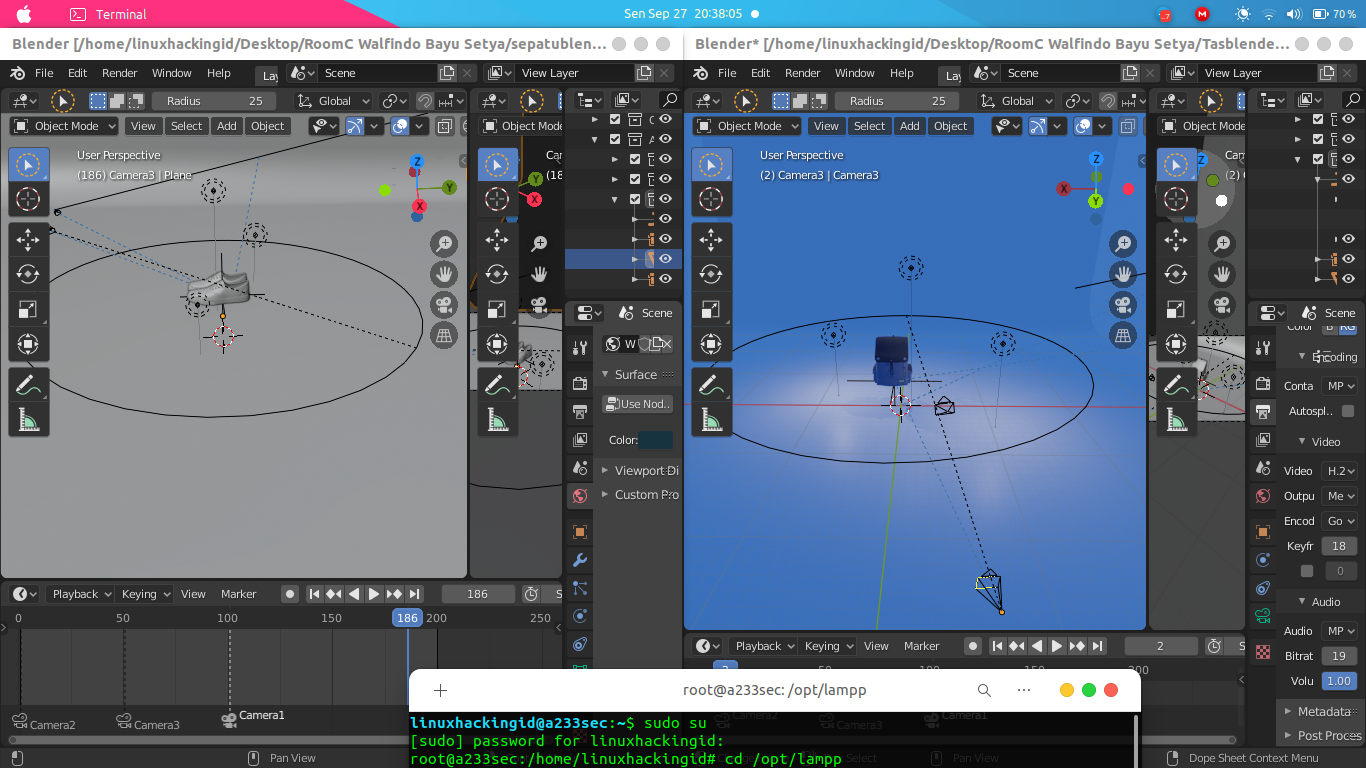 Terminal
Sen Sep 27 20:38:05
70 %
Blender [/home/linuxhackingid/Desktop/RoomC Walfindo Bayu Setya/sepatublen...
File Edit Render Window Help
Lay
Scene
View Layer
Radius 25
Global
Object Mode
View Select Add Object
Object Mode
User Perspective
(186) Camera3 | Plane
Scene
W
Surface
Use Nod..
Color:
Viewport Di
Custom Pro
Playback Keying View Marker
186
0 50 100 186 200 250
Camera2
Camera3
Camera1
Pan View
Blender* [/home/linuxhackingid/Desktop/RoomC Walfindo Bayu Setya/Tasblende...
File Edit Render Window Help
Lay
Scene
View Layer
Radius 25
Global
Object Mode
View Select Add Object
Object Mode
User Perspective
(2) Camera3 | Camera3
Scene
Encoding
Conta MP
Autospl..
Video
Video H.2
Outpu Me
Encod Go
Keyfr 18
0
Audio
Audio MP
Bitrat 19
Volu 1.00
Metadata
Post Proces
Playback Keying View Marker
2
Dope Sheet Context Menu
root@a233sec: /opt/lampp
linuxhackingid@a233sec:~$ sudo su
[sudo] password for linuxhackingid:
root@a233sec:/home/linuxhackingid# cd /opt/lampp